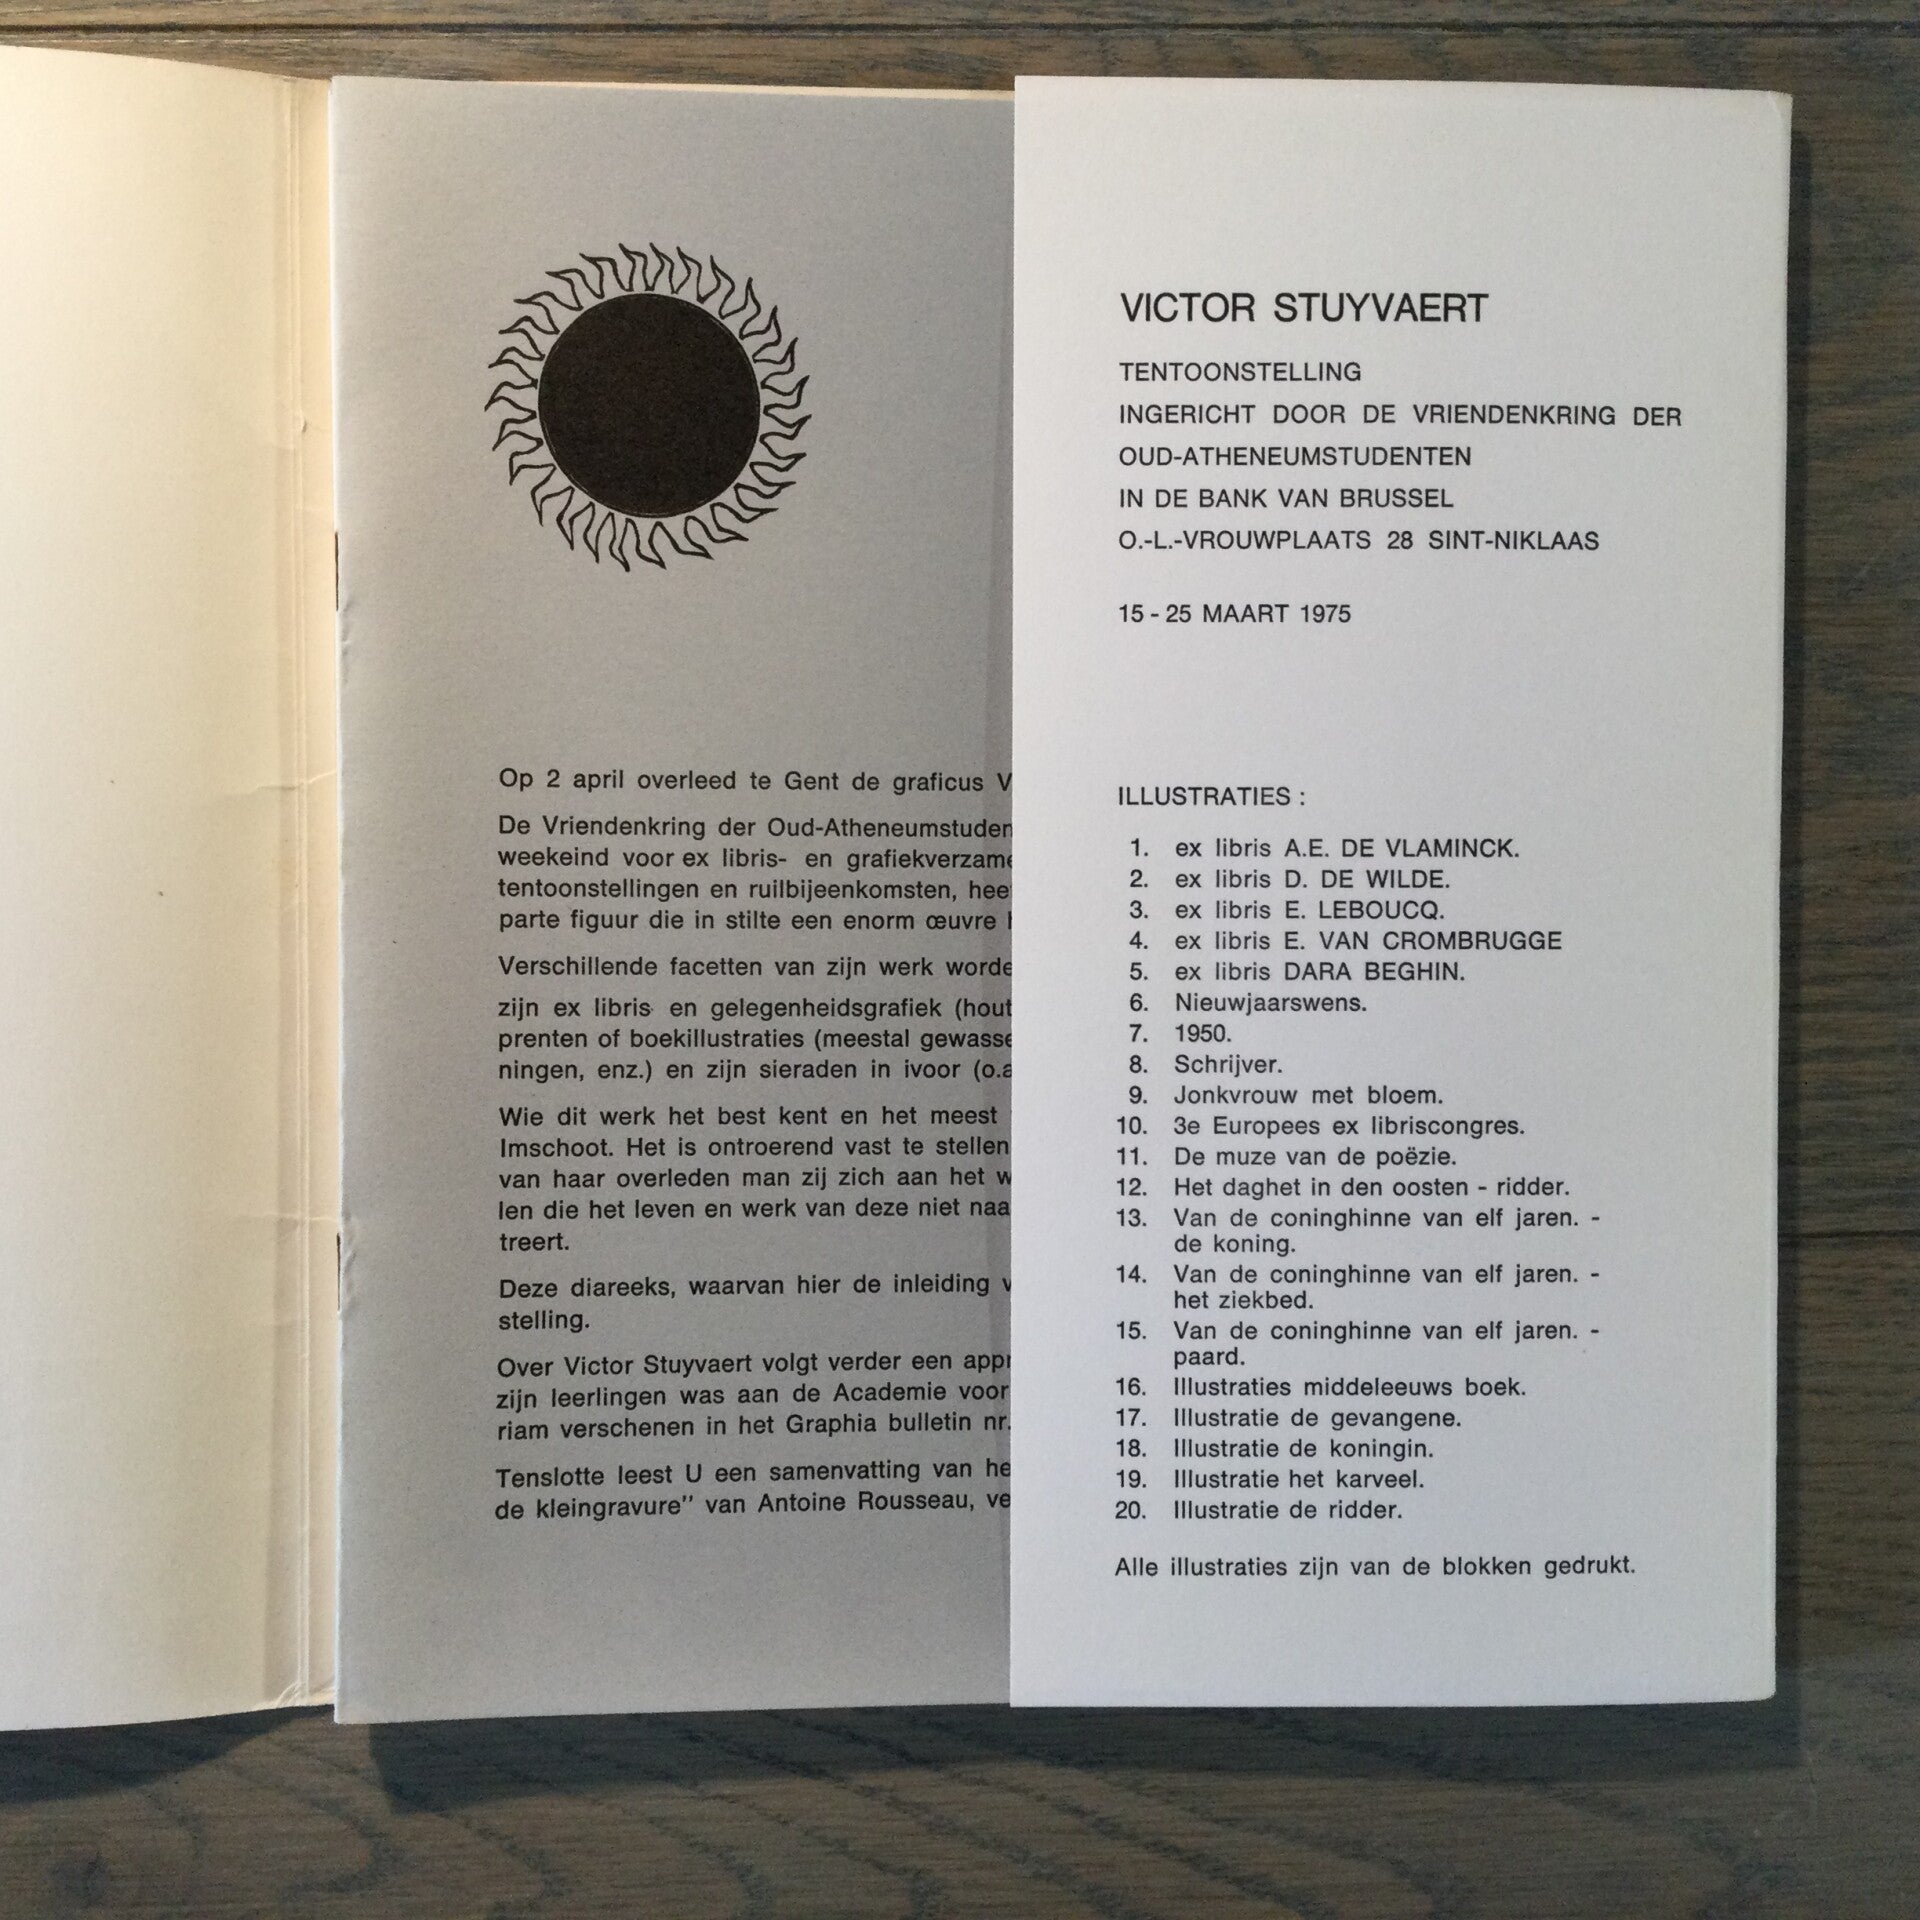 Op 2 april overleed te Gent de graficus
De Vriendenkring der
weekeind voor ex libris- en
tentoonstellingen en ruilbijeenkomsten,
parte figuur die in stilte een enorm œuvre
Verschillende facetten van zijn werk
zijn ex libris en gelegenheidsgrafiek
prenten of boekillustraties (meestal
ningen, enz.) en zijn sieraden in ivoor
Wie dit werk het best kent en het meest
Imschoot. Het is ontroerend vast te stellen
van haar overleden man zij zich aan het
len die het leven en werk van deze niet
treert.
Deze diareeks, waarvan hier de inleiding
stelling.
Over Victor Stuyvaert volgt verder een
zijn leerlingen was aan de Academie voor
riam verschenen in het Graphia bulletin nr.
Tenslotte leest U een samenvatting van
de kleingravure” van Antoine Rousseau,
VICTOR STUYVAERT
TENTOONSTELLING
INGERICHT DOOR DE VRIENDENKRING DER
OUD-ATHENEUMSTUDENTEN
IN DE BANK VAN BRUSSEL
O.-L.-VROUWPLAATS 28 SINT-NIKLAAS
15 - 25 MAART 1975
ILLUSTRATIES :
1. ex libris A.E. DE VLAMINCK.
2. ex libris D. DE WILDE.
3. ex libris E. LEBOUCQ.
4. ex libris E. VAN CROMBRUGGE
5. ex libris DARA BEGHIN.
6. Nieuwjaarswens.
7. 1950.
8. Schrijver.
9. Jonkvrouw met bloem.
10. 3e Europees ex libriscongres.
11. De muze van de poëzie.
12. Het daghet in den oosten - ridder.
13. Van de coninghinne van elf jaren. -
de koning.
14. Van de coninghinne van elf jaren. -
het ziekbed.
15. Van de coninghinne van elf jaren. -
paard.
16. Illustraties middeleeuws boek.
17. Illustratie de gevangene.
18. Illustratie de koningin.
19. Illustratie het karveel.
20. Illustratie de ridder.
Alle illustraties zijn van de blokken gedrukt.